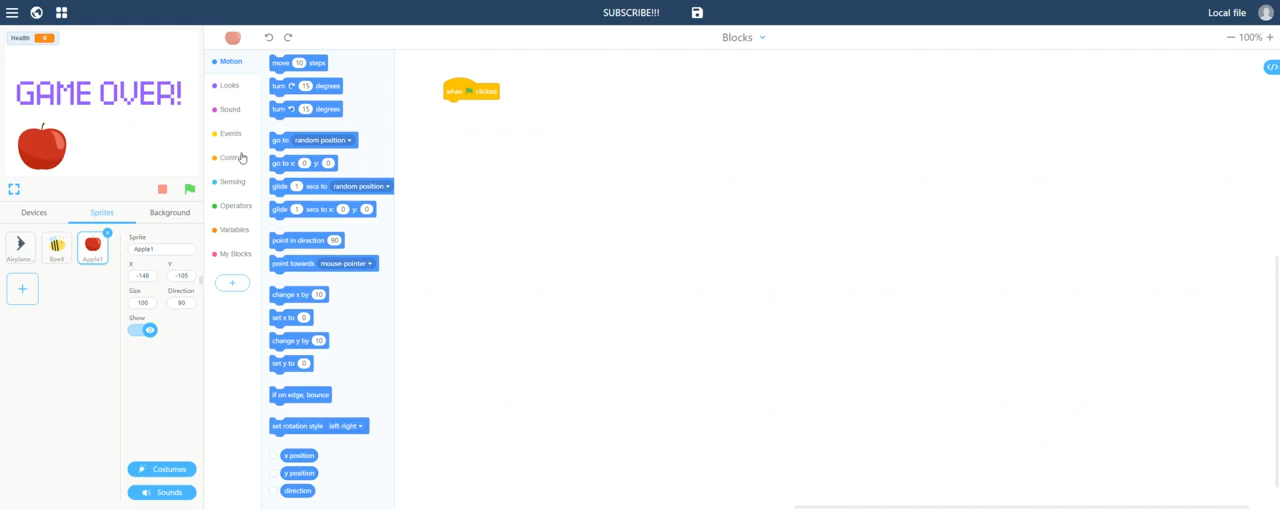 SUBSCRIBE!!!
Local file
Health 0
GAME OVER!
Blocks
100%
Devices
Sprites
Background
Airplane...
Bee4
Apple1
Sprite
Apple1
X
Y
-148
-105
Size
Direction
100
90
Show
Costumes
Sounds
Motion
Looks
Sound
Events
Control
Sensing
Operators
Variables
My Blocks
move 10 steps
turn 15 degrees
turn 15 degrees
go to random position
go to x: 0 y: 0
glide 1 secs to random position
glide 1 secs to x: 0 y: 0
point in direction 90
point towards mouse-pointer
change x by 10
set x to 0
change y by 10
set y to 0
if on edge, bounce
set rotation style left-right
x position
y position
direction
when clicked